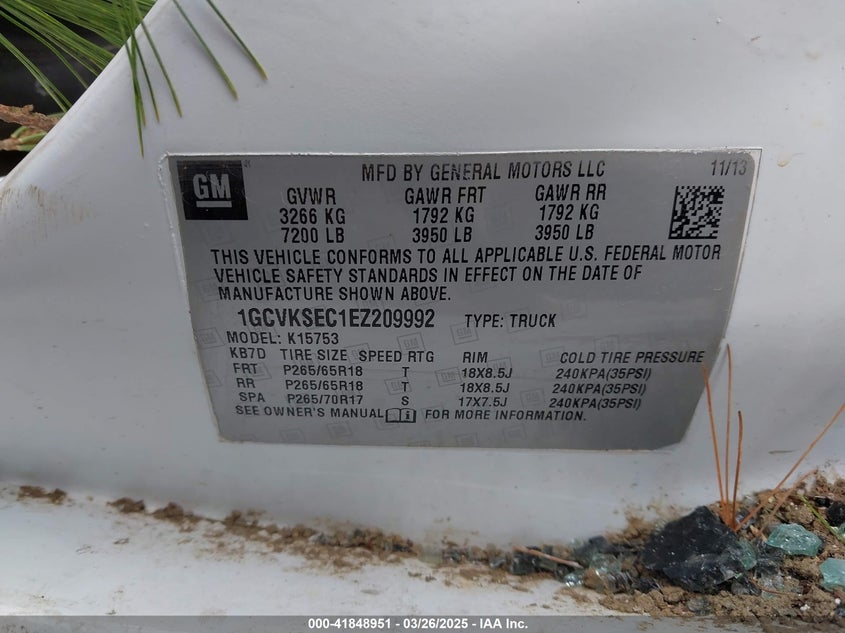 GM
MFD BY GENERAL MOTORS LLC 11/13
GVWR GAWR FRT GAWR RR
3266 KG 1792 KG 1792 KG
7200 LB 3950 LB 3950 LB
THIS VEHICLE CONFORMS TO ALL APPLICABLE U.S. FEDERAL MOTOR
VEHICLE SAFETY STANDARDS IN EFFECT ON THE DATE OF
MANUFACTURE SHOWN ABOVE.
1GCVKSEC1EZ209992 TYPE: TRUCK
MODEL: K15753
KB7D TIRE SIZE SPEED RTG RIM COLD TIRE PRESSURE
FRT P265/65R18 T 18X8.5J 240KPA(35PSI)
RR P265/65R18 T 18X8.5J 240KPA(35PSI)
SPA P265/70R17 S 17X7.5J 240KPA(35PSI)
SEE OWNER'S MANUAL FOR MORE INFORMATION.
000-41848951 - 03/26/2025 - IAA Inc.